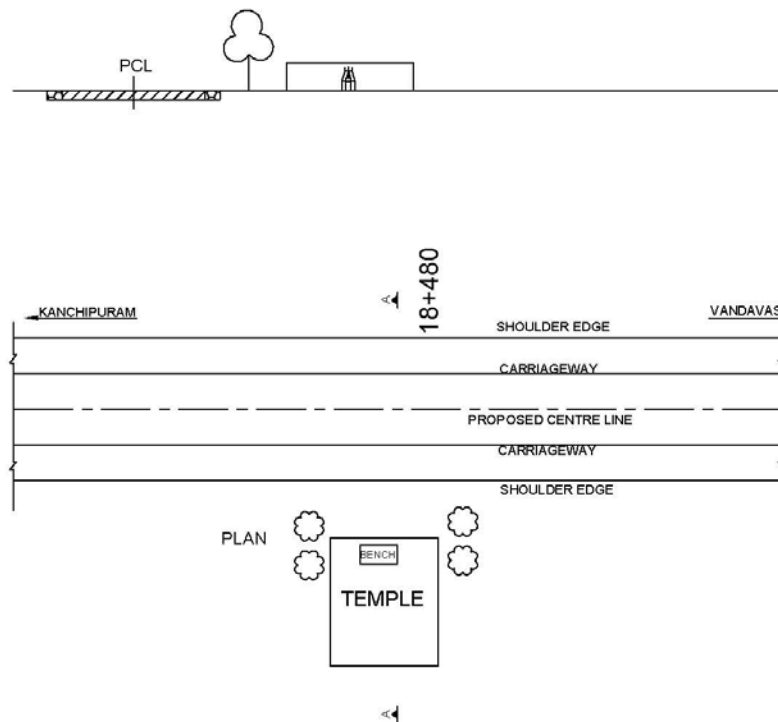 PCL
A
18+480
KANCHIPURAM
VANDAVAS
SHOULDER EDGE
CARRIAGEWAY
PROPOSED CENTRE LINE
CARRIAGEWAY
SHOULDER EDGE
PLAN
BENCH
TEMPLE
A